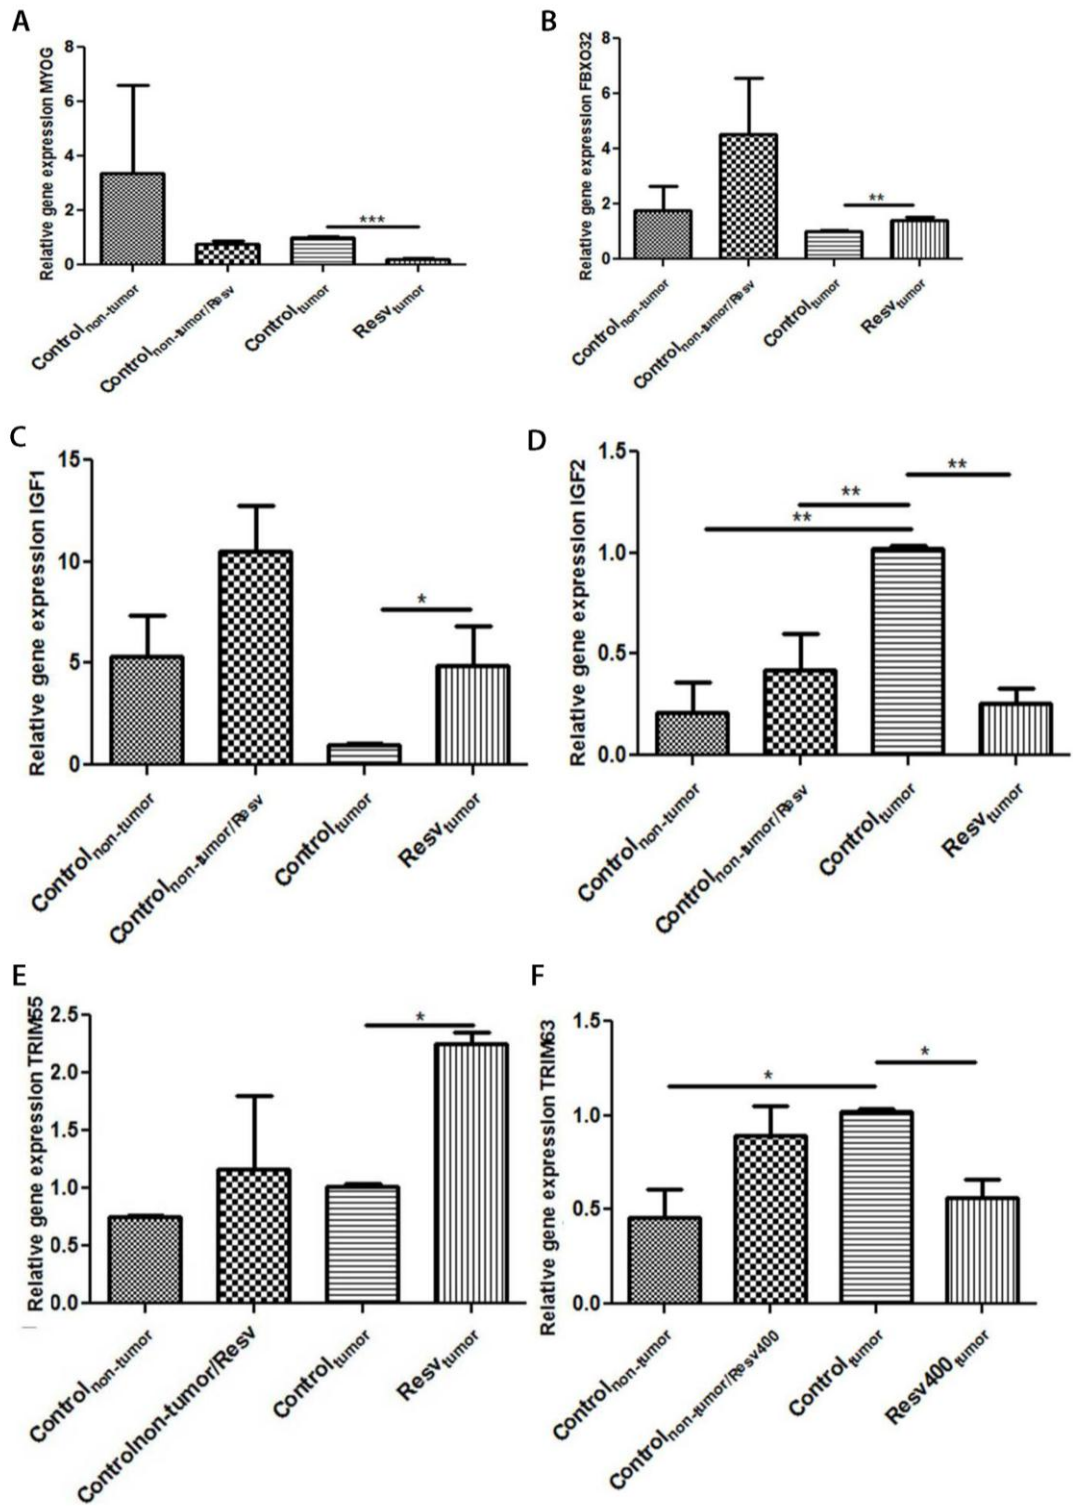 A
Relative gene expression MYOG
8
6
4
2
0
***
Controlnon-tumor
Controlnon-tumor/Resv
Controltumor
Resvtumor
B
Relative gene expression FBXO32
8
6
4
2
0
**
Controlnon-tumor
Controlnon-tumor/Resv
Controltumor
Resvtumor
C
Relative gene expression IGF1
15
10
5
0
*
Controlnon-tumor
Controlnon-tumor/Resv
Controltumor
Resvtumor
D
Relative gene expression IGF2
1.5
1.0
0.5
0.0
**
**
**
Controlnon-tumor
Controlnon-tumor/Resv
Controltumor
Resvtumor
E
Relative gene expression TRIM55
2.5
2.0
1.5
1.0
0.5
0.0
*
Controlnon-tumor
Controlnon-tumor/Resv
Controltumor
Resvtumor
F
Relative gene expression TRIM63
1.5
1.0
0.5
0.0
*
*
Controlnon-tumor
Controlnon-tumor/Resv400
Controltumor
Resv400tumor